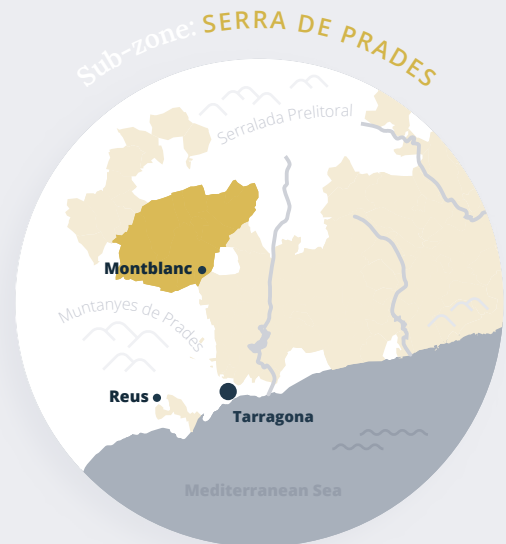 Sub-zone: SERRA DE PRADES
Serralada Prelitoral
Montblanc
Muntanyes de Prades
Reus
Tarragona
Mediterranean Sea